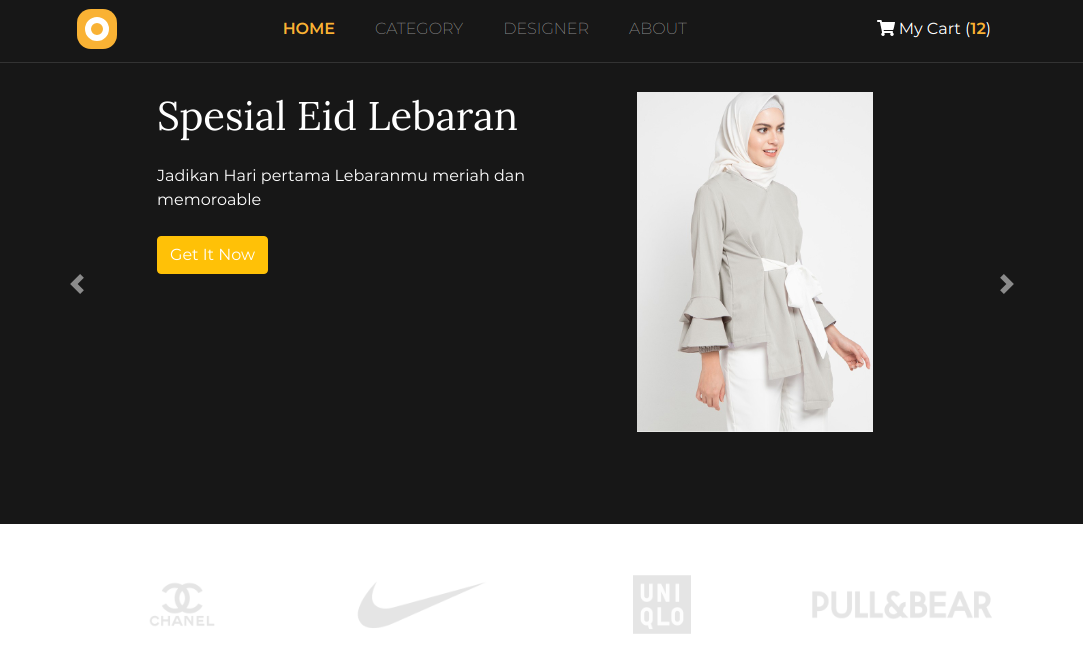 HOME CATEGORY DESIGNER ABOUT My Cart (12)
Spesial Eid Lebaran
Jadikan Hari pertama Lebaranmu meriah dan
memoroable
Get It Now
CHANEL
UNI
QLO
PULL&BEAR